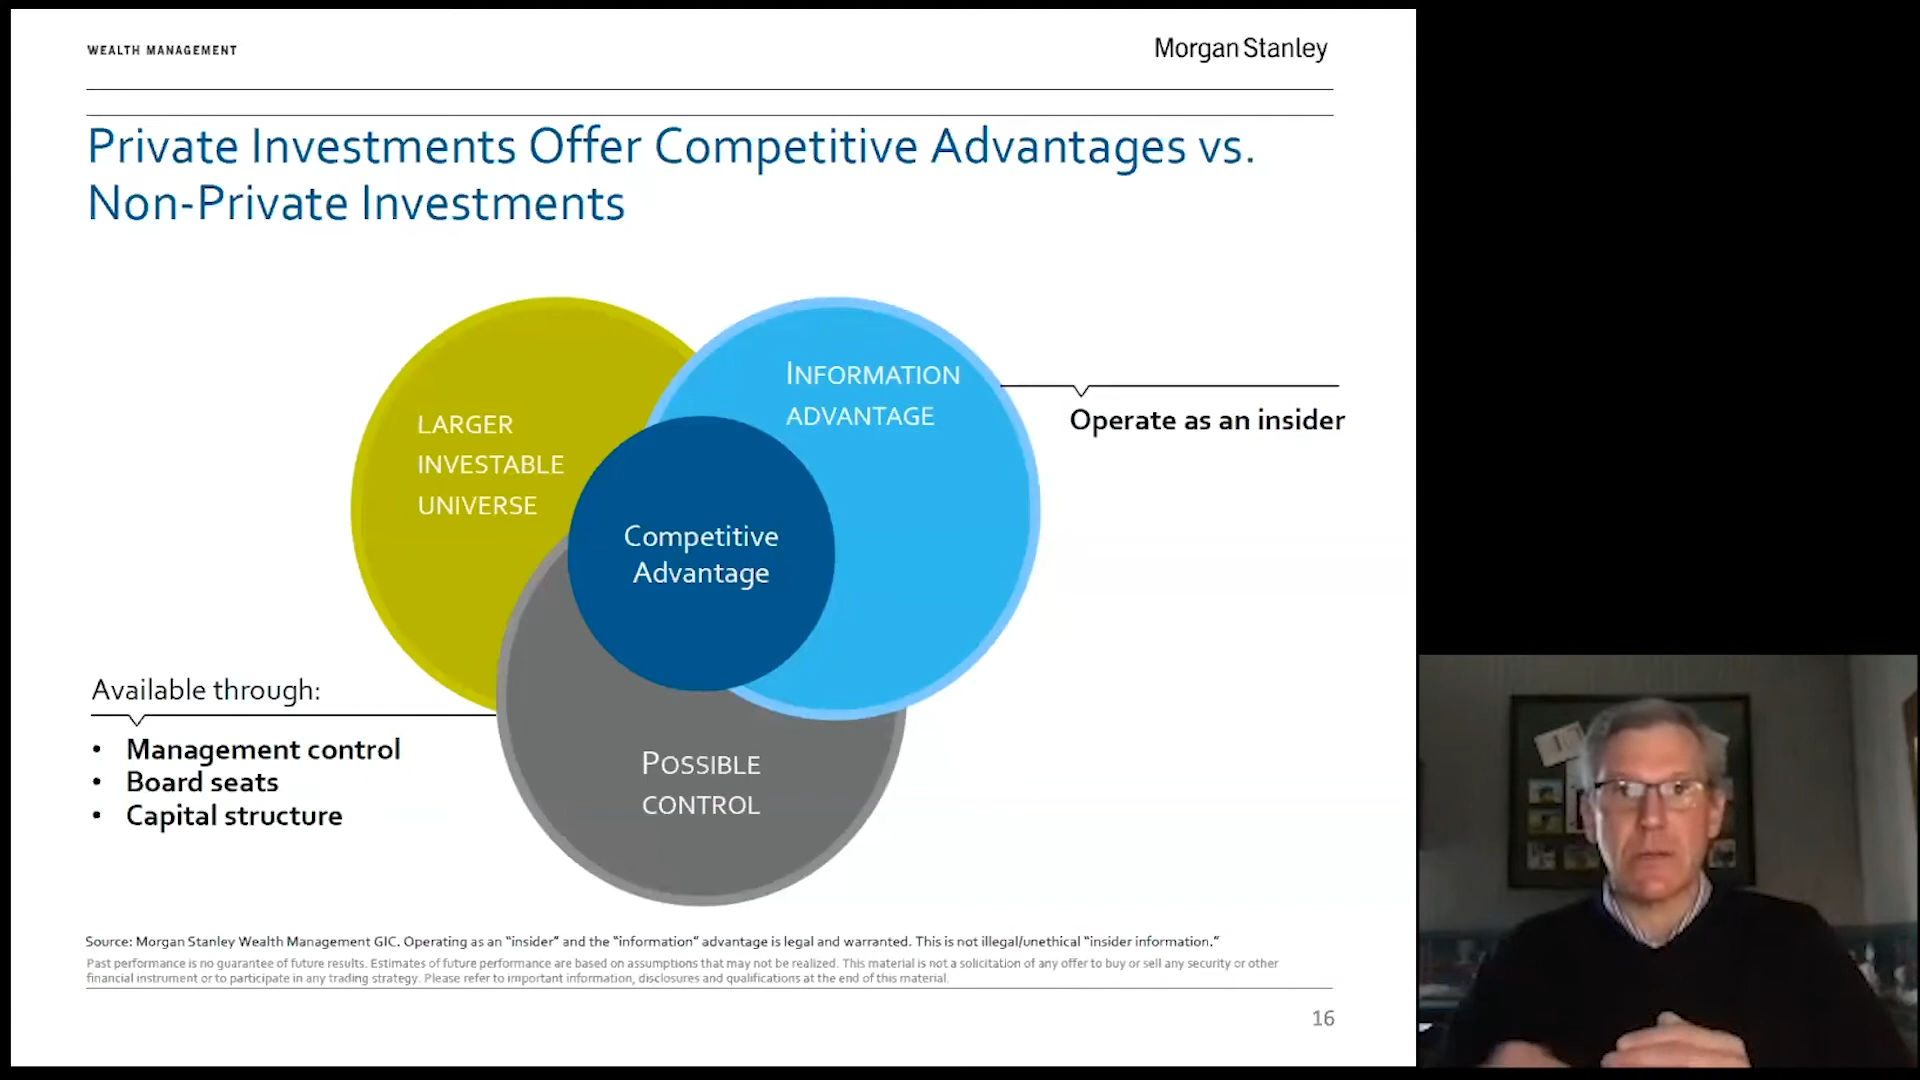 WEALTH MANAGEMENT
Morgan Stanley
Private Investments Offer Competitive Advantages vs.
Non-Private Investments
LARGER
INVESTABLE
UNIVERSE
INFORMATION
ADVANTAGE
Operate as an insider
Competitive
Advantage
Available through:
• Management control
• Board seats
• Capital structure
POSSIBLE
CONTROL
Source: Morgan Stanley Wealth Management GIC. Operating as an “insider” and the “information” advantage is legal and warranted. This is not illegal/unethical “insider information.”
Past performance is no guarantee of future results. Estimates of future performance are based on assumptions that may not be realized. This material is not a solicitation of any offer to buy or sell any security or other
financial instrument or to participate in any trading strategy. Please refer to important information, disclosures and qualifications at the end of this material.
16